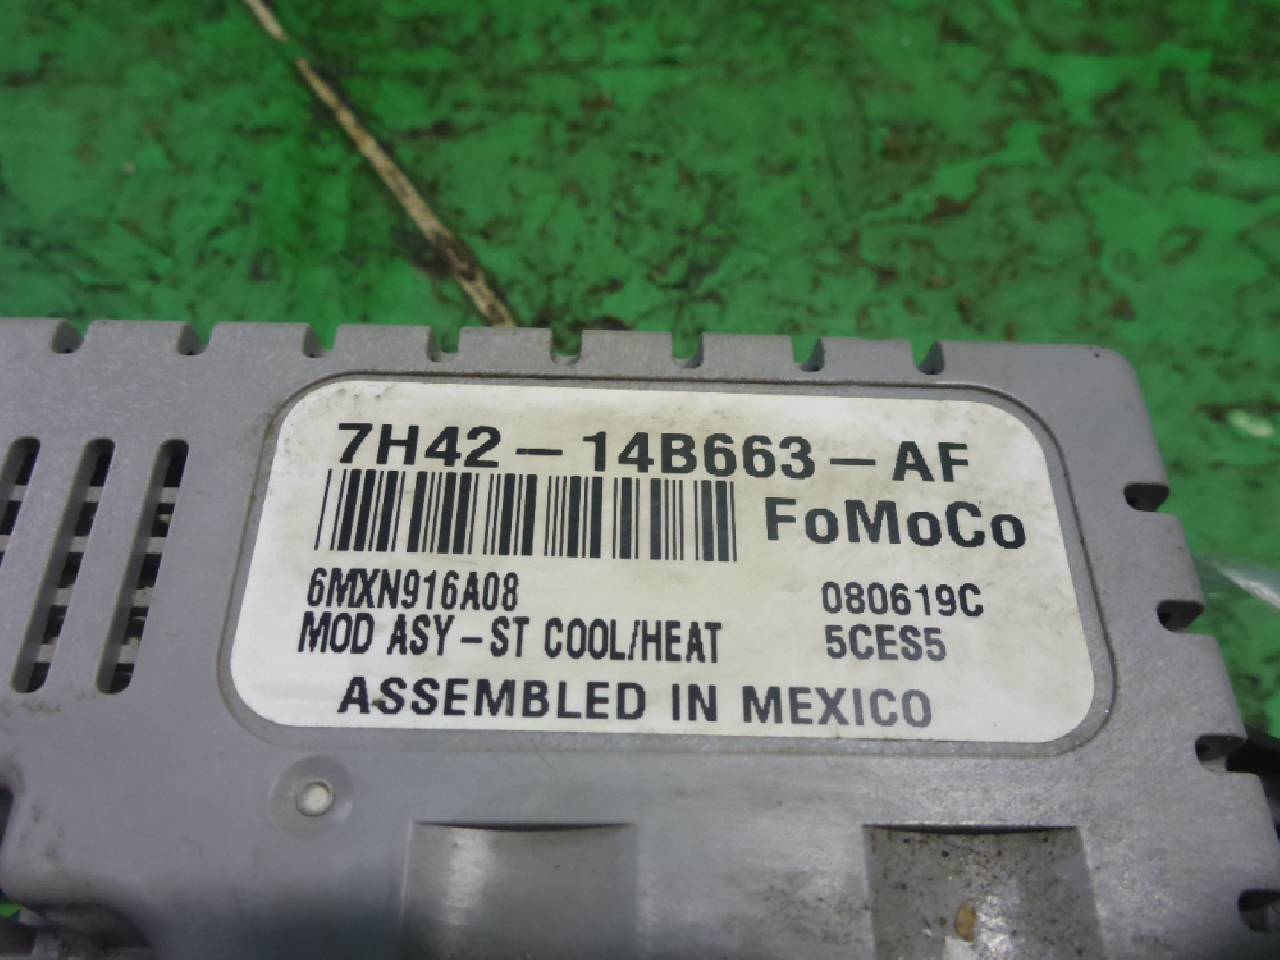 7H42-14B663-AF
FoMoCo
6MXN916A08 080619C
MOD ASY-ST COOL/HEAT 5CES5
ASSEMBLED IN MEXICO